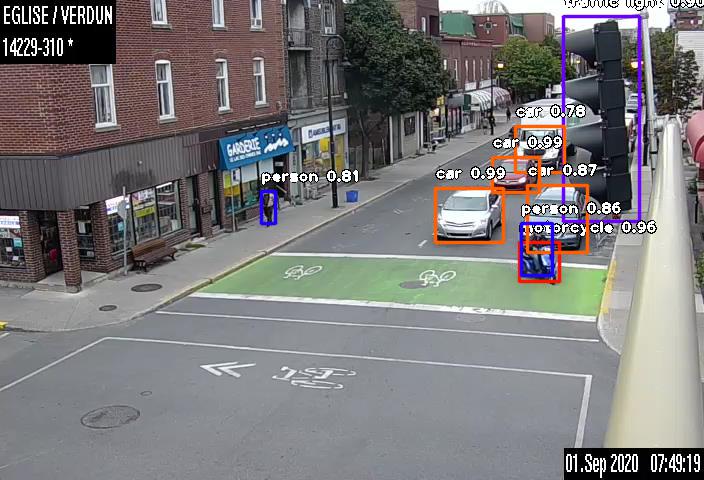 EGLISE / VERDUN
14229-310 *
traffic light 0.90
car 0.78
car 0.99
car 0.99
car 0.87
person 0.81
person 0.86
motorcycle 0.96
GARDERIE
01.Sep 2020 07:49:19